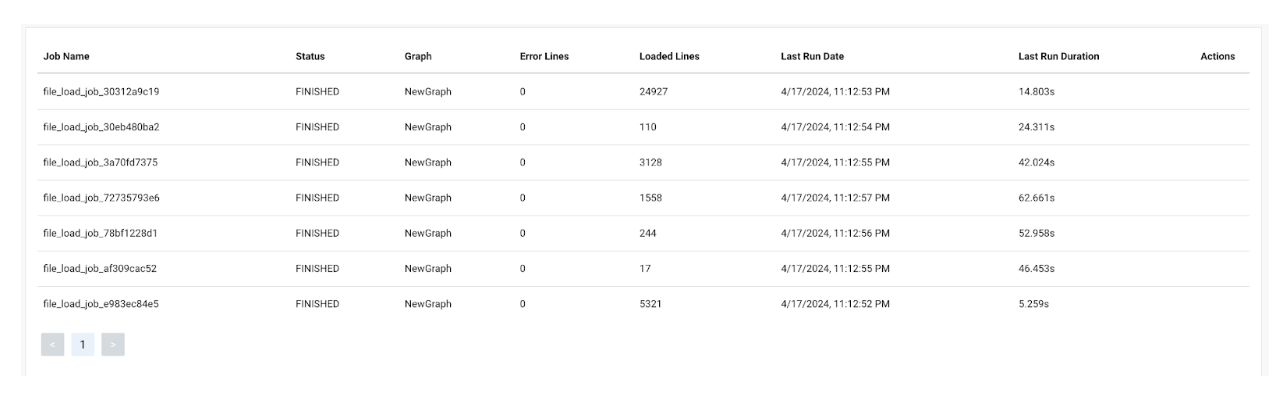 Job Name Status Graph Error Lines Loaded Lines Last Run Date Last Run Duration Actions
file_load_job_30312a9c19 FINISHED NewGraph 0 24927 4/17/2024, 11:12:53 PM 14.803s
file_load_job_30eb480ba2 FINISHED NewGraph 0 110 4/17/2024, 11:12:54 PM 24.311s
file_load_job_3a70fd7375 FINISHED NewGraph 0 3128 4/17/2024, 11:12:55 PM 42.024s
file_load_job_72735793e6 FINISHED NewGraph 0 1558 4/17/2024, 11:12:57 PM 62.661s
file_load_job_78bf1228d1 FINISHED NewGraph 0 244 4/17/2024, 11:12:56 PM 52.958s
file_load_job_af309cac52 FINISHED NewGraph 0 17 4/17/2024, 11:12:55 PM 46.453s
file_load_job_e983ec84e5 FINISHED NewGraph 0 5321 4/17/2024, 11:12:52 PM 5.259s
< 1 >